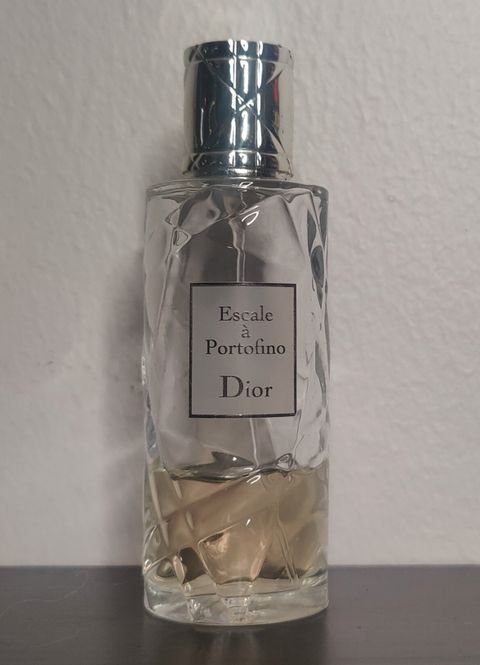 Escale
à
Portofino
Dior